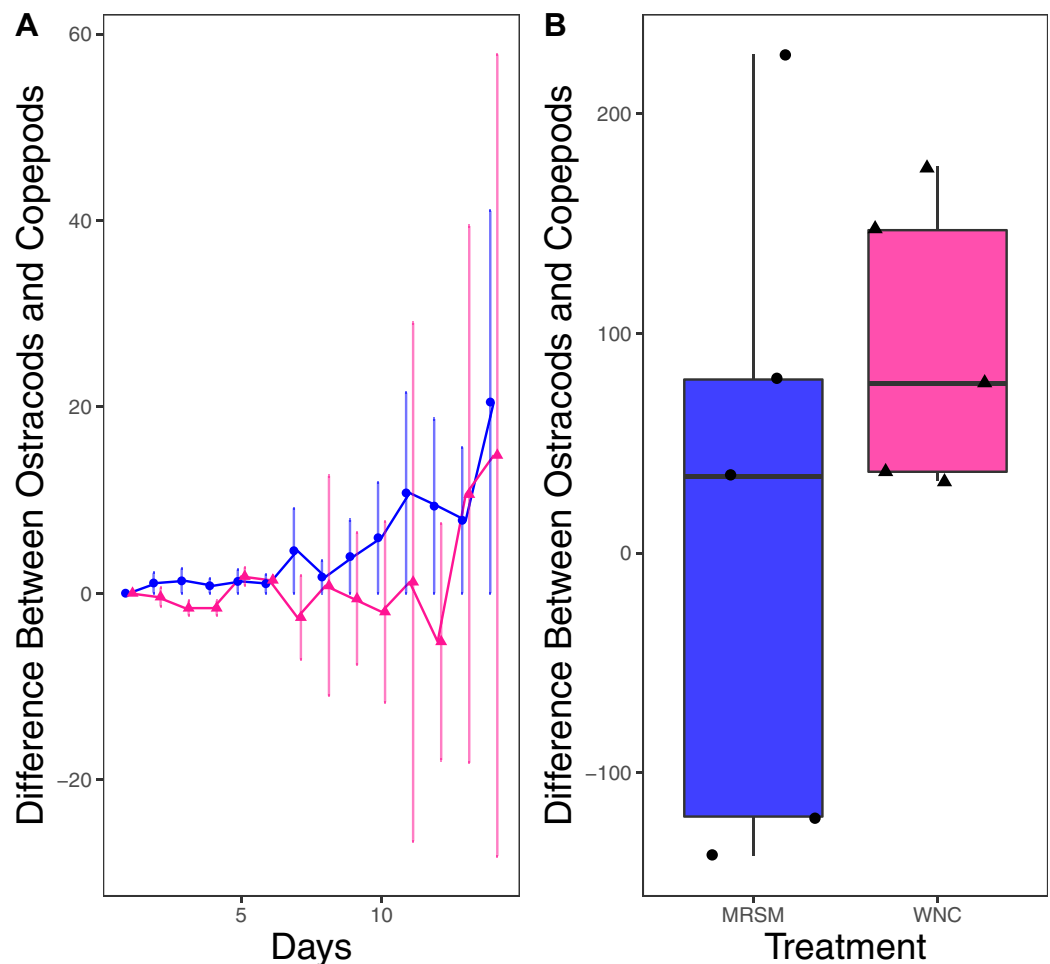 A
Difference Between Ostracods and Copepods
60
40
20
0
−20
5
10
Days
B
Difference Between Ostracods and Copepods
200
100
0
−100
MRSM
WNC
Treatment